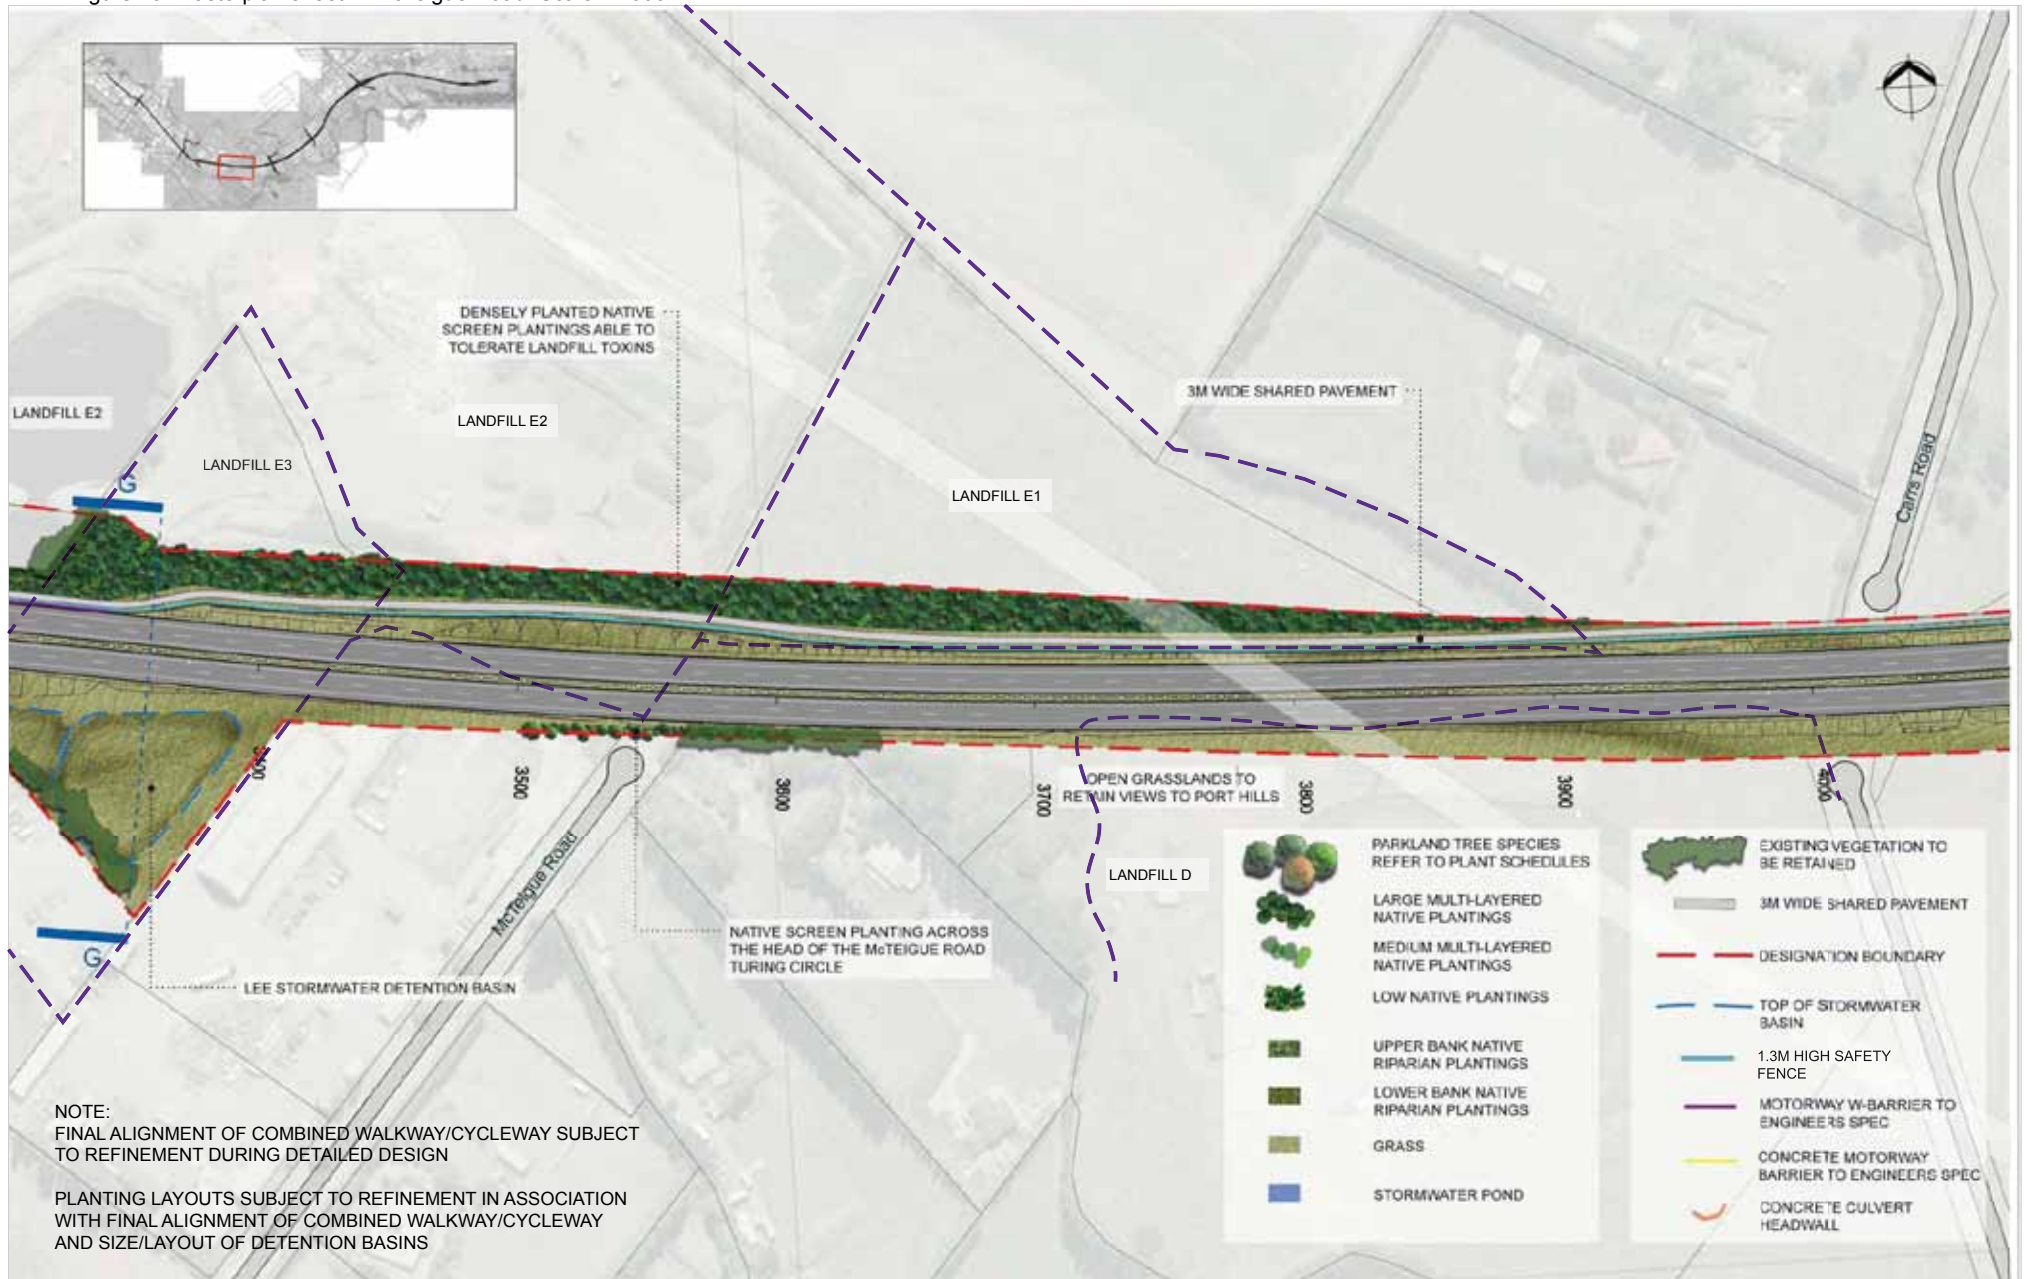 DENSELY PLANTED NATIVE
SCREEN PLANTINGS ABLE TO
TOLERATE LANDFILL TOXINS
3M WIDE SHARED PAVEMENT
LANDFILL E2
LANDFILL E2
LANDFILL E3
G
LANDFILL E1
Carrs Road
3500
3600
3700
3800
3900
4000
OPEN GRASSLANDS TO
RETAIN VIEWS TO PORT HILLS
McTeigue Road
LANDFILL D
NATIVE SCREEN PLANTING ACROSS
THE HEAD OF THE McTEIGUE ROAD
TURING CIRCLE
G
LEE STORMWATER DETENTION BASIN
NOTE:
FINAL ALIGNMENT OF COMBINED WALKWAY/CYCLEWAY SUBJECT
TO REFINEMENT DURING DETAILED DESIGN
PLANTING LAYOUTS SUBJECT TO REFINEMENT IN ASSOCIATION
WITH FINAL ALIGNMENT OF COMBINED WALKWAY/CYCLEWAY
AND SIZE/LAYOUT OF DETENTION BASINS
PARKLAND TREE SPECIES
REFER TO PLANT SCHEDULES
LARGE MULTI-LAYERED
NATIVE PLANTINGS
MEDIUM MULTI-LAYERED
NATIVE PLANTINGS
LOW NATIVE PLANTINGS
UPPER BANK NATIVE
RIPARIAN PLANTINGS
LOWER BANK NATIVE
RIPARIAN PLANTINGS
GRASS
STORMWATER POND
EXISTING VEGETATION TO
BE RETAINED
3M WIDE SHARED PAVEMENT
DESIGNATION BOUNDARY
TOP OF STORMWATER
BASIN
1.3M HIGH SAFETY
FENCE
MOTORWAY W-BARRIER TO
ENGINEERS SPEC
CONCRETE MOTORWAY
BARRIER TO ENGINEERS SPEC
CONCRETE CULVERT
HEADWALL